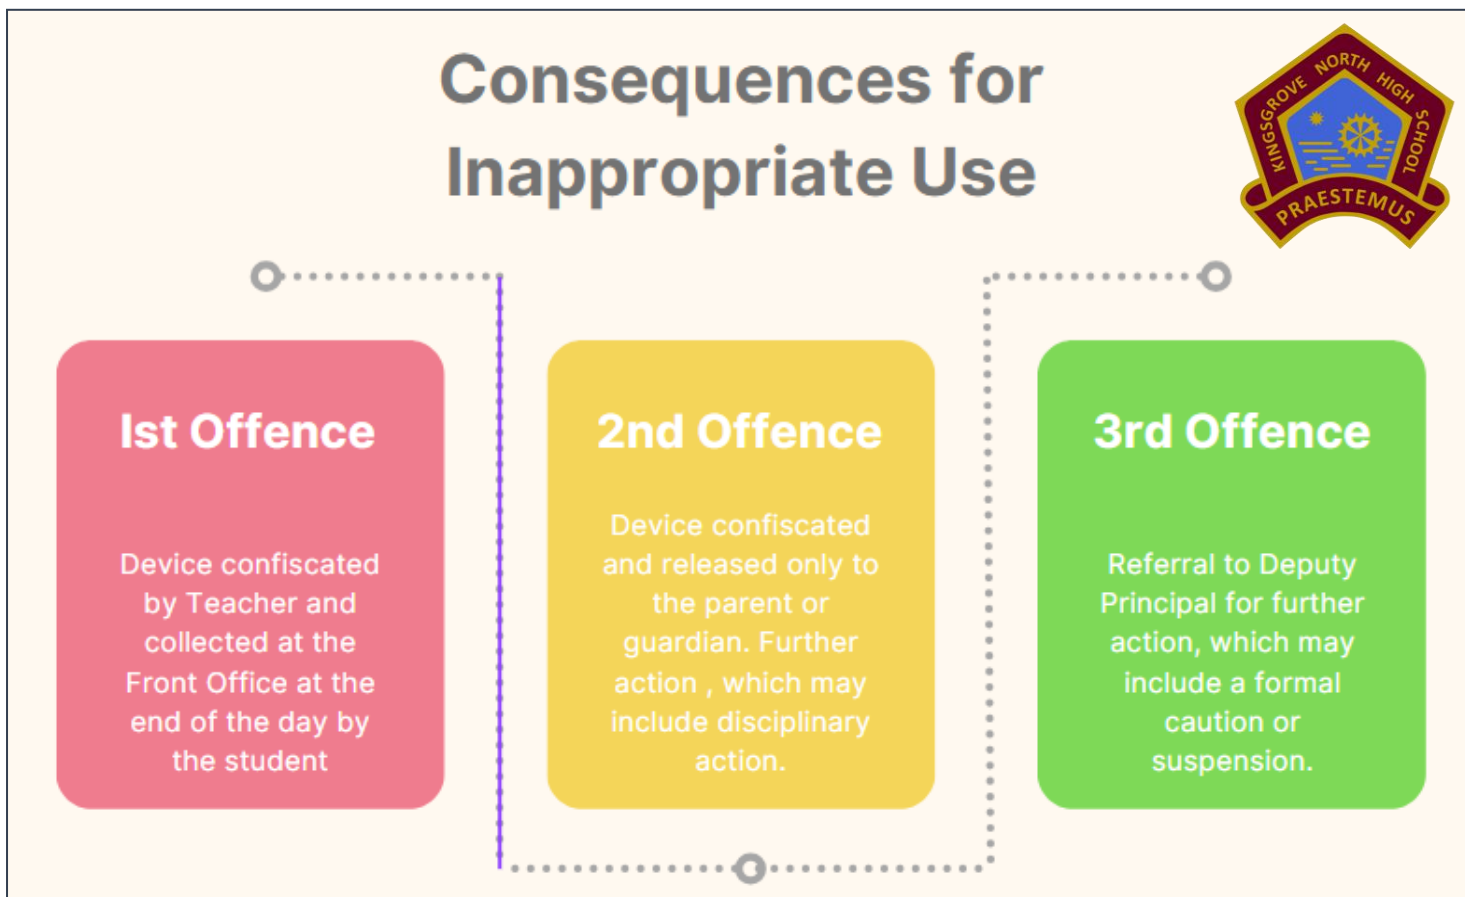 Consequences for
Inappropriate Use
KINGSGROVE NORTH HIGH SCHOOL
PRAESTEMUS
Ist Offence
Device confiscated
by Teacher and
collected at the
Front Office at the
end of the day by
the student
2nd Offence
Device confiscated
and released only to
the parent or
guardian. Further
action , which may
include disciplinary
action.
3rd Offence
Referral to Deputy
Principal for further
action, which may
include a formal
caution or
suspension.